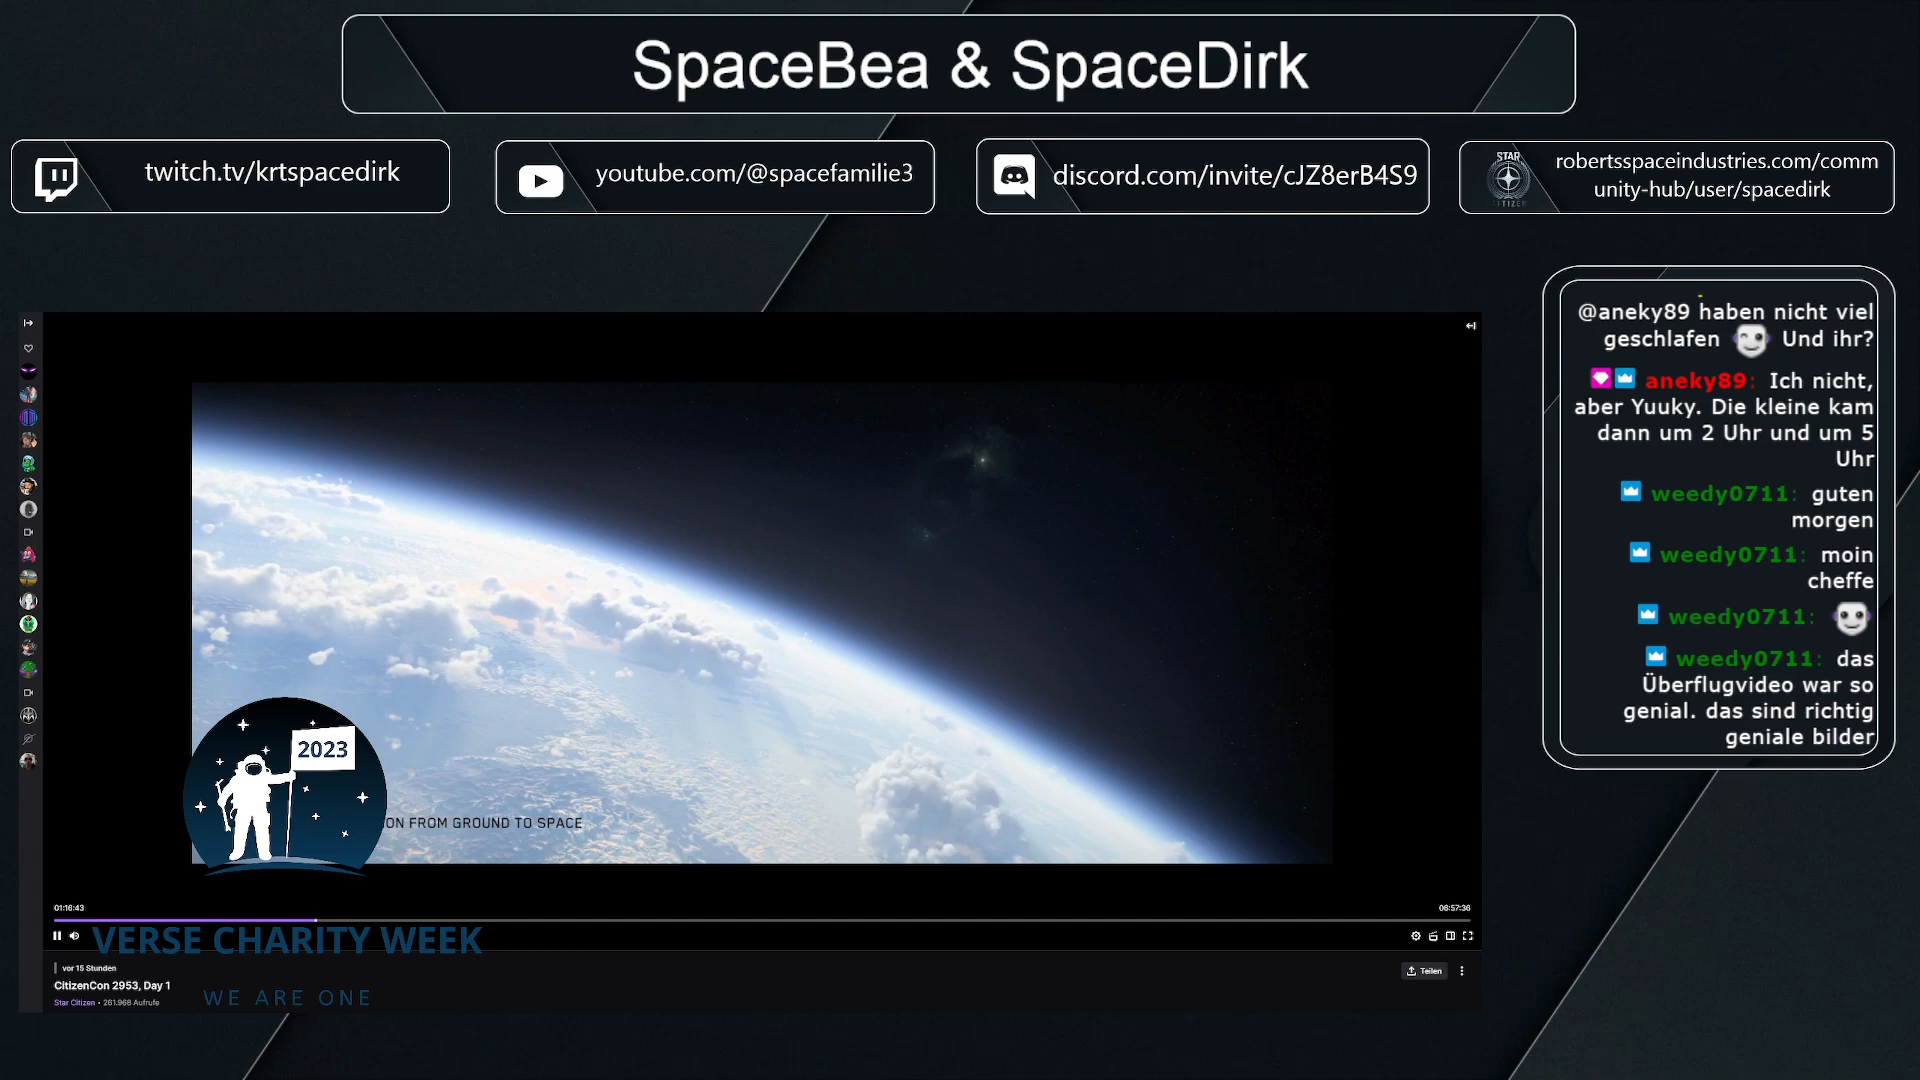 SpaceBea & SpaceDirk
twitch.tv/krtspacedirk
youtube.com/@spacefamilie3
discord.com/invite/cJZ8erB4S9
STAR
CITIZEN
robertsspaceindustries.com/comm
unity-hub/user/spacedirk
@aneky89 haben nicht viel
geschlafen Und ihr?
aneky89: Ich nicht,
aber Yuuky. Die kleine kam
dann um 2 Uhr und um 5
Uhr
weedy0711: guten
morgen
weedy0711: moin
cheffe
weedy0711:
weedy0711: das
Überflugvideo war so
genial. das sind richtig
geniale bilder
2023
ON FROM GROUND TO SPACE
01:16:43
06:57:36
VERSE CHARITY WEEK
vor 15 Stunden
CitizenCon 2953, Day 1
Star Citizen • 261.968 Aufrufe
WE ARE ONE
Teilen